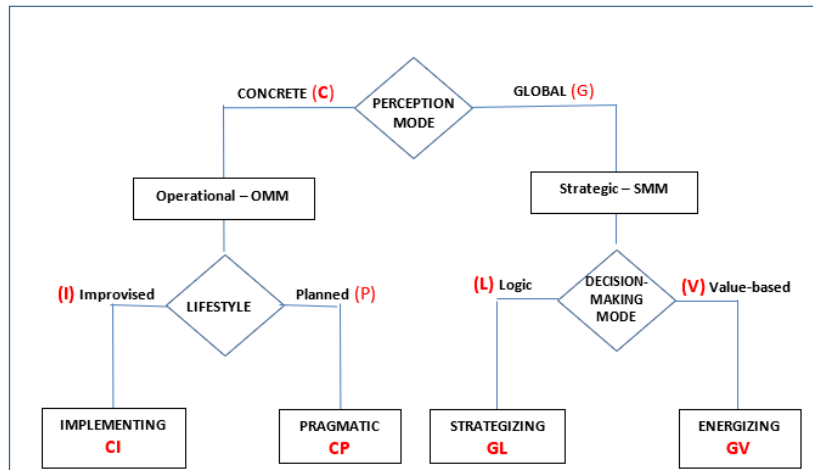 CONCRETE (C)
GLOBAL (G)
PERCEPTION
MODE
Operational – OMM
Strategic – SMM
(I) Improvised
LIFESTYLE
Planned (P)
(L) Logic
DECISION-
MAKING
MODE
(V) Value-based
IMPLEMENTING
CI
PRAGMATIC
CP
STRATEGIZING
GL
ENERGIZING
GV